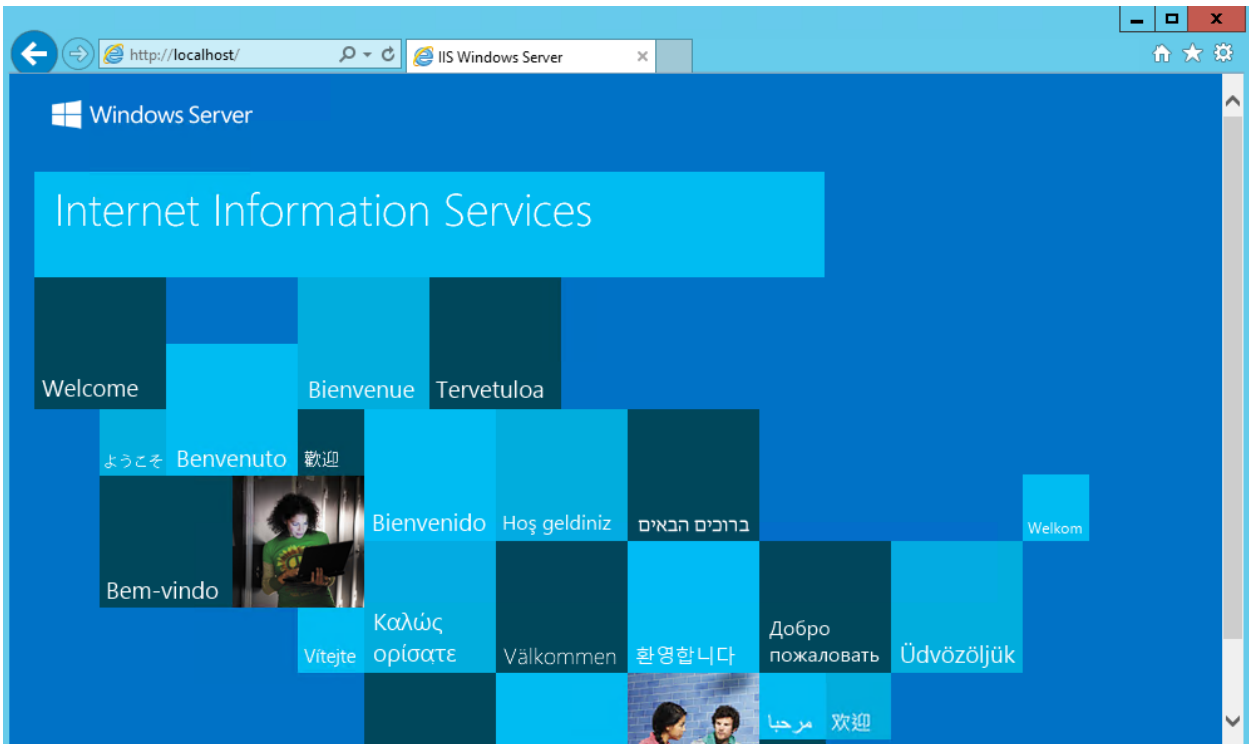 http://localhost/
IIS Windows Server
Windows Server
Internet Information Services
Welcome
Bienvenue
Tervetuloa
ようこそ
Benvenuto
歡迎
Bienvenido
Hoş geldiniz
ברוכים הבאים
Welkom
Bem-vindo
Vítejte
Καλώς
ορίσατε
Välkommen
환영합니다
Добро
пожаловать
Üdvözöljük
مرحبا
欢迎